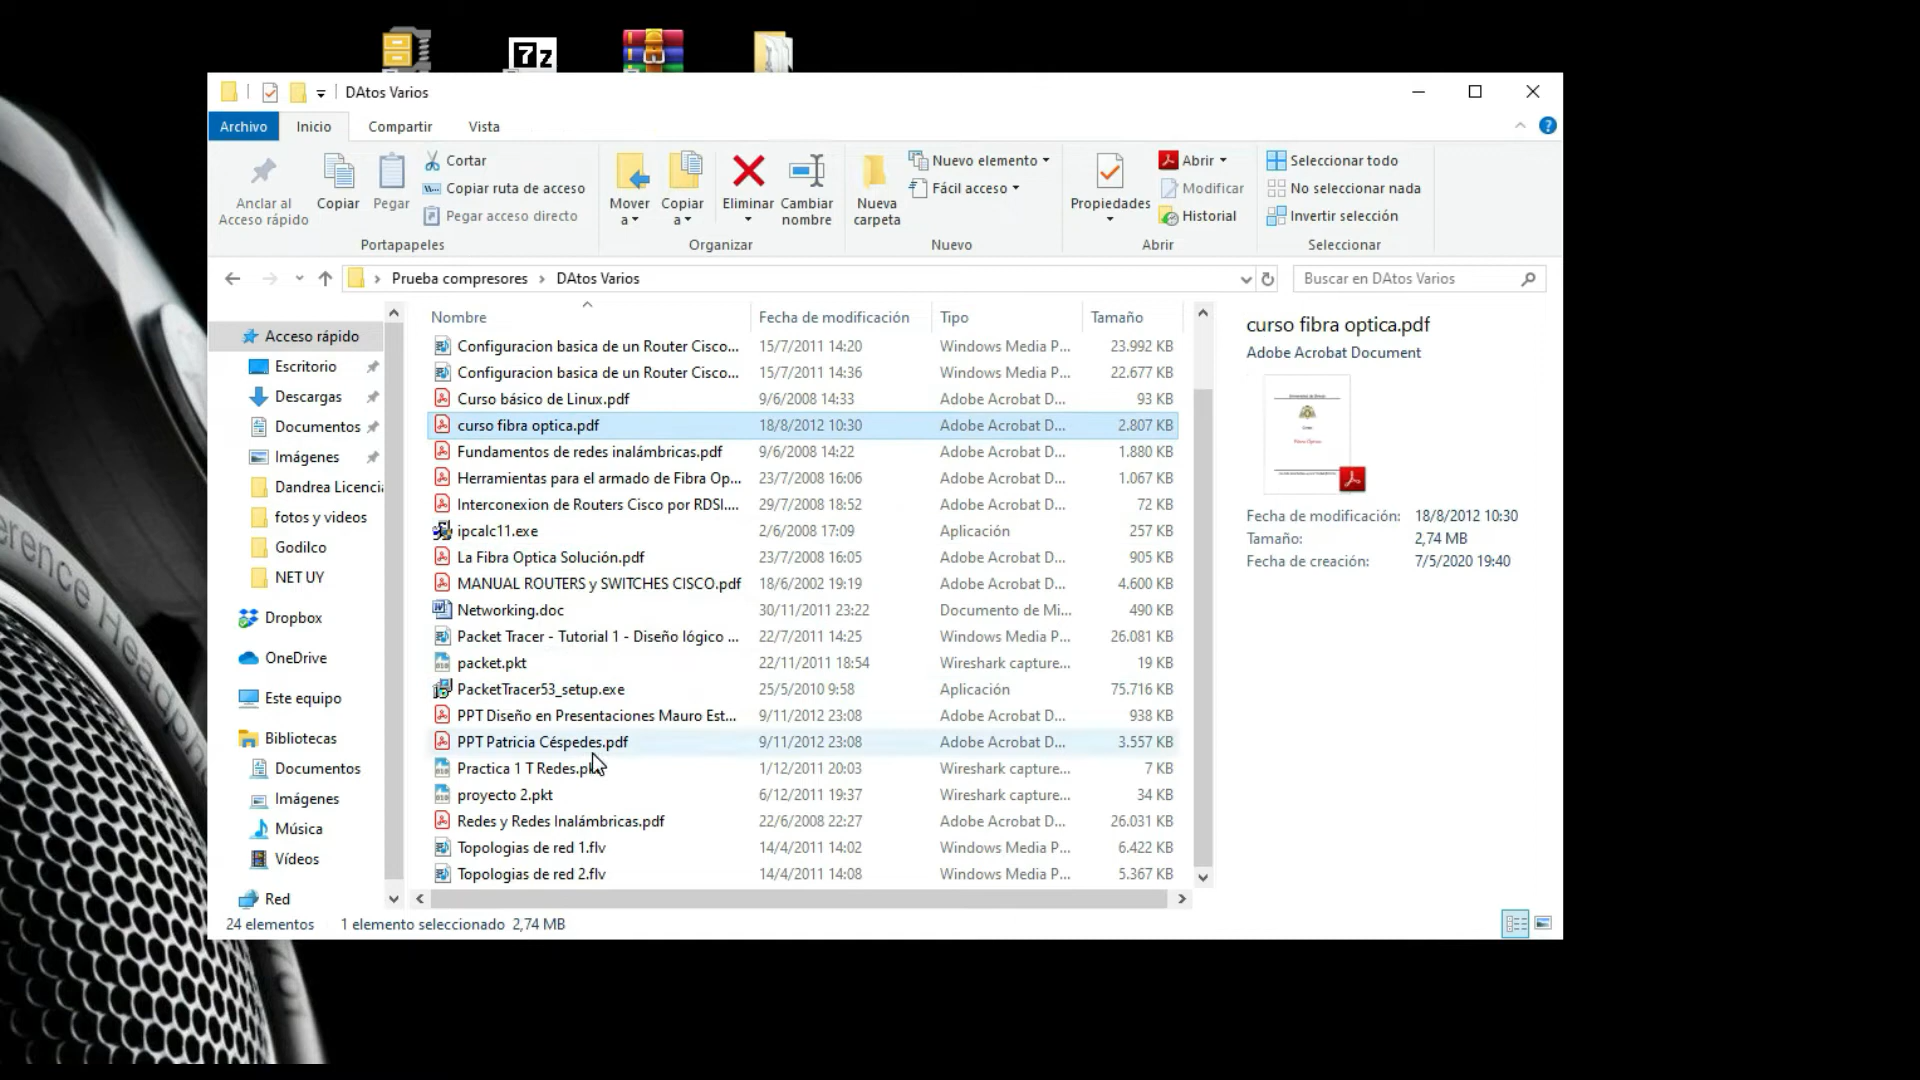 7z
DAtos Varios
Archivo Inicio Compartir Vista
Anclar al Acceso rápido
Copiar
Pegar
Cortar
Copiar ruta de acceso
Pegar acceso directo
Portapapeles
Mover a
Copiar a
Eliminar
Cambiar nombre
Organizar
Nueva carpeta
Nuevo elemento
Fácil acceso
Nuevo
Propiedades
Abrir
Modificar
Historial
Abrir
Seleccionar todo
No seleccionar nada
Invertir selección
Seleccionar
Prueba compresores > DAtos Varios
Buscar en DAtos Varios
Acceso rápido
Escritorio
Descargas
Documentos
Imágenes
Dandrea Licencia
fotos y videos
Godilco
NET UY
Dropbox
OneDrive
Este equipo
Bibliotecas
Documentos
Imágenes
Música
Vídeos
Red
Nombre Fecha de modificación Tipo Tamaño
Configuracion basica de un Router Cisco... 15/7/2011 14:20 Windows Media P... 23.992 KB
Configuracion basica de un Router Cisco... 15/7/2011 14:36 Windows Media P... 22.677 KB
Curso básico de Linux.pdf 9/6/2008 14:33 Adobe Acrobat D... 93 KB
curso fibra optica.pdf 18/8/2012 10:30 Adobe Acrobat D... 2.807 KB
Fundamentos de redes inalámbricas.pdf 9/6/2008 14:22 Adobe Acrobat D... 1.880 KB
Herramientas para el armado de Fibra Op... 23/7/2008 16:06 Adobe Acrobat D... 1.067 KB
Interconexion de Routers Cisco por RDSI.... 29/7/2008 18:52 Adobe Acrobat D... 72 KB
ipcalc11.exe 2/6/2008 17:09 Aplicación 257 KB
La Fibra Optica Solución.pdf 23/7/2008 16:05 Adobe Acrobat D... 905 KB
MANUAL ROUTERS y SWITCHES CISCO.pdf 18/6/2002 19:19 Adobe Acrobat D... 4.600 KB
Networking.doc 30/11/2011 23:22 Documento de Mi... 490 KB
Packet Tracer - Tutorial 1 - Diseño lógico ... 22/7/2011 14:25 Windows Media P... 26.081 KB
packet.pkt 22/11/2011 18:54 Wireshark capture... 19 KB
PacketTracer53_setup.exe 25/5/2010 9:58 Aplicación 75.716 KB
PPT Diseño en Presentaciones Mauro Est... 9/11/2012 23:08 Adobe Acrobat D... 938 KB
PPT Patricia Céspedes.pdf 9/11/2012 23:08 Adobe Acrobat D... 3.557 KB
Practica 1 T Redes.pkt 1/12/2011 20:03 Wireshark capture... 7 KB
proyecto 2.pkt 6/12/2011 19:37 Wireshark capture... 34 KB
Redes y Redes Inalámbricas.pdf 22/6/2008 22:27 Adobe Acrobat D... 26.031 KB
Topologias de red 1.flv 14/4/2011 14:02 Windows Media P... 6.422 KB
Topologias de red 2.flv 14/4/2011 14:08 Windows Media P... 5.367 KB
curso fibra optica.pdf
Adobe Acrobat Document
Fecha de modificación: 18/8/2012 10:30
Tamaño: 2,74 MB
Fecha de creación: 7/5/2020 19:40
24 elementos 1 elemento seleccionado 2,74 MB